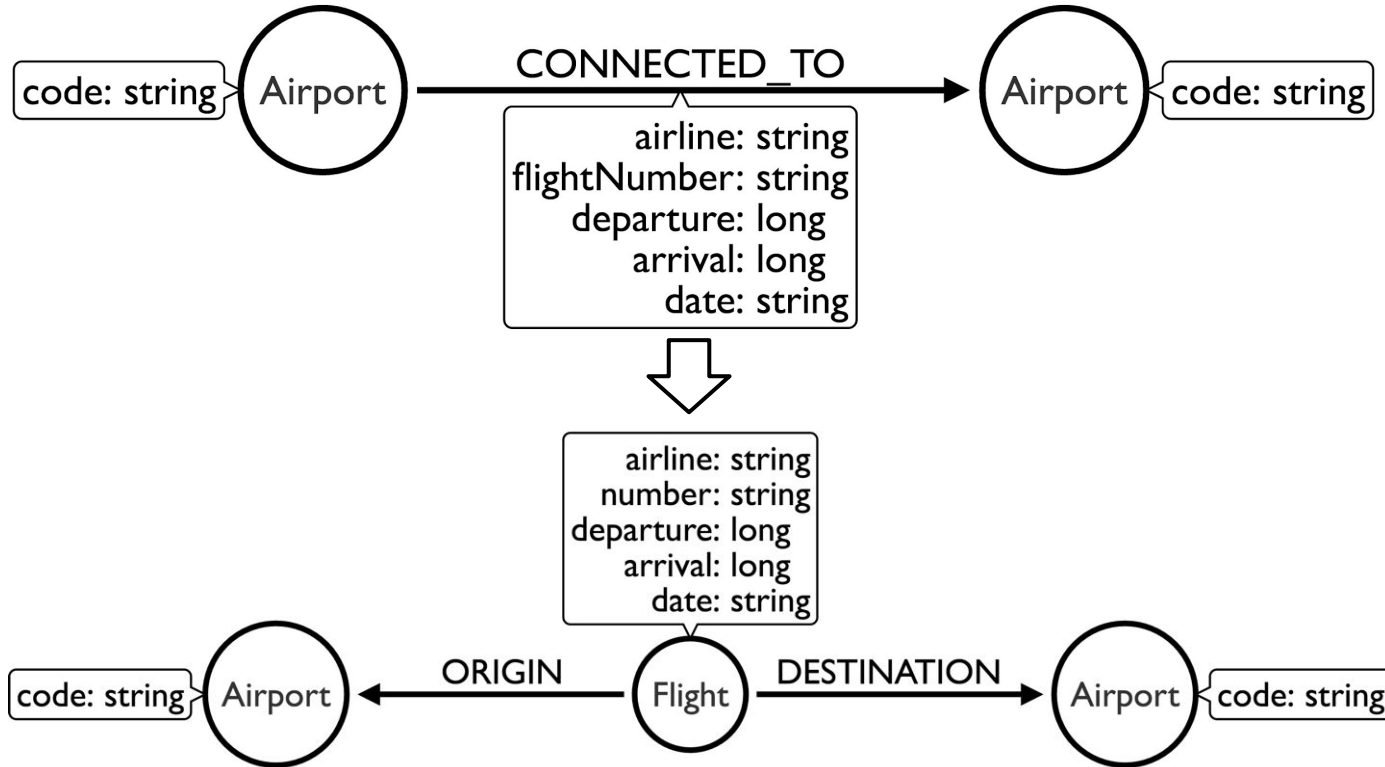 CONNECTED_TO
code: string
Airport
Airport
code: string
airline: string
flightNumber: string
departure: long
arrival: long
date: string
airline: string
number: string
departure: long
arrival: long
date: string
ORIGIN
DESTINATION
code: string
Airport
Flight
Airport
code: string